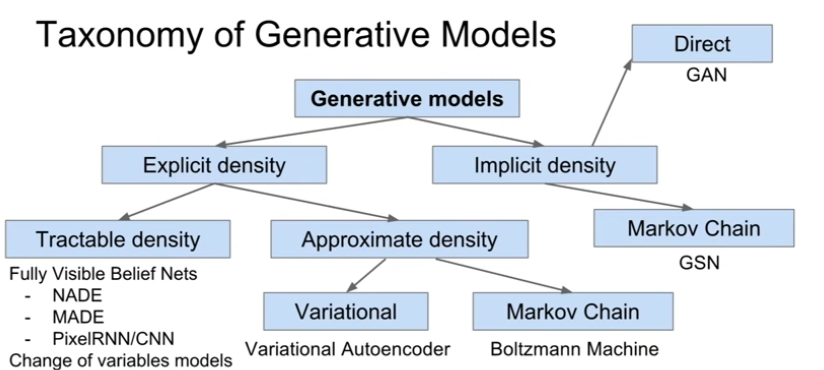 Taxonomy of Generative Models
Direct
GAN
Generative models
Explicit density
Implicit density
Tractable density
Approximate density
Markov Chain
GSN
Fully Visible Belief Nets
- NADE
- MADE
- PixelRNN/CNN
Change of variables models
Variational
Variational Autoencoder
Markov Chain
Boltzmann Machine